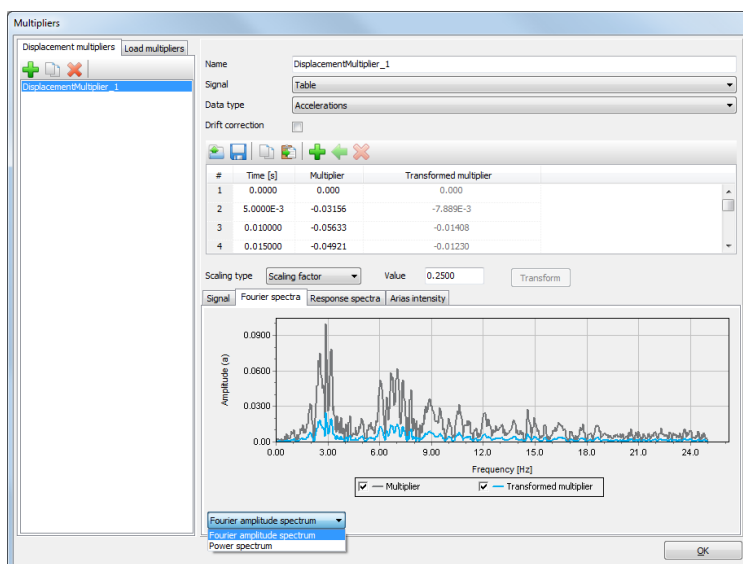 Multipliers
Displacement multipliers Load multipliers
DisplacementMultiplier_1
Name DisplacementMultiplier_1
Signal Table
Data type Accelerations
Drift correction
# Time [s] Multiplier Transformed multiplier
1 0.0000 0.000 0.000
2 5.0000E-3 -0.03156 -7.889E-3
3 0.010000 -0.05633 -0.01408
4 0.015000 -0.04921 -0.01230
Scaling type Scaling factor Value 0.2500 Transform
Signal Fourier spectra Response spectra Arias intensity
Amplitude (a)
0.0900
0.0600
0.0300
0.00
0.00 3.00 6.00 9.00 12.0 15.0 18.0 21.0 24.0
Frequency [Hz]
Multiplier Transformed multiplier
Fourier amplitude spectrum
Fourier amplitude spectrum
Power spectrum
OK